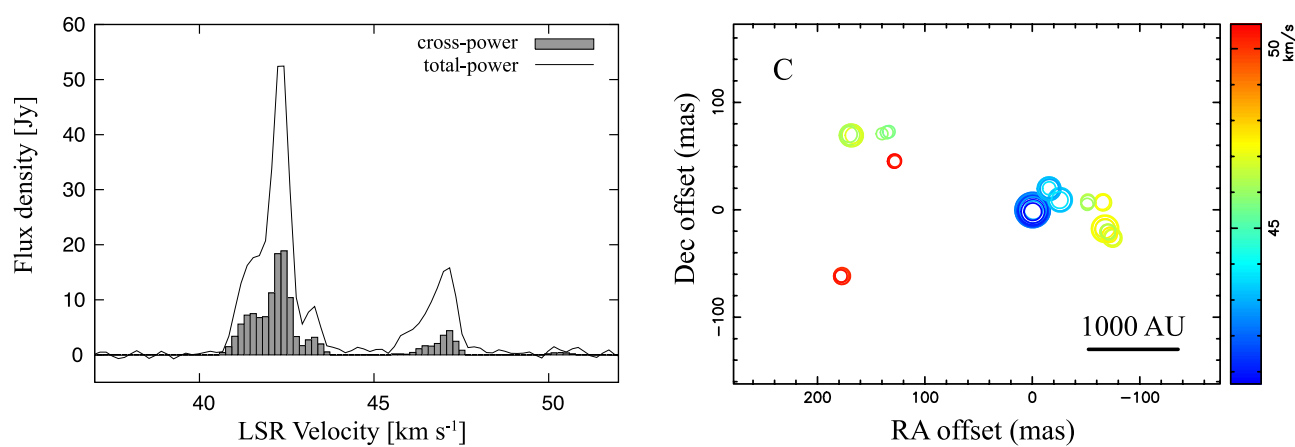 60
50
40
30
20
10
0
Flux density [Jy]
cross-power
total-power
40
45
50
LSR Velocity [km s⁻¹]
C
100
0
−100
Dec offset (mas)
1000 AU
200
100
0
−100
RA offset (mas)
50
45
km/s